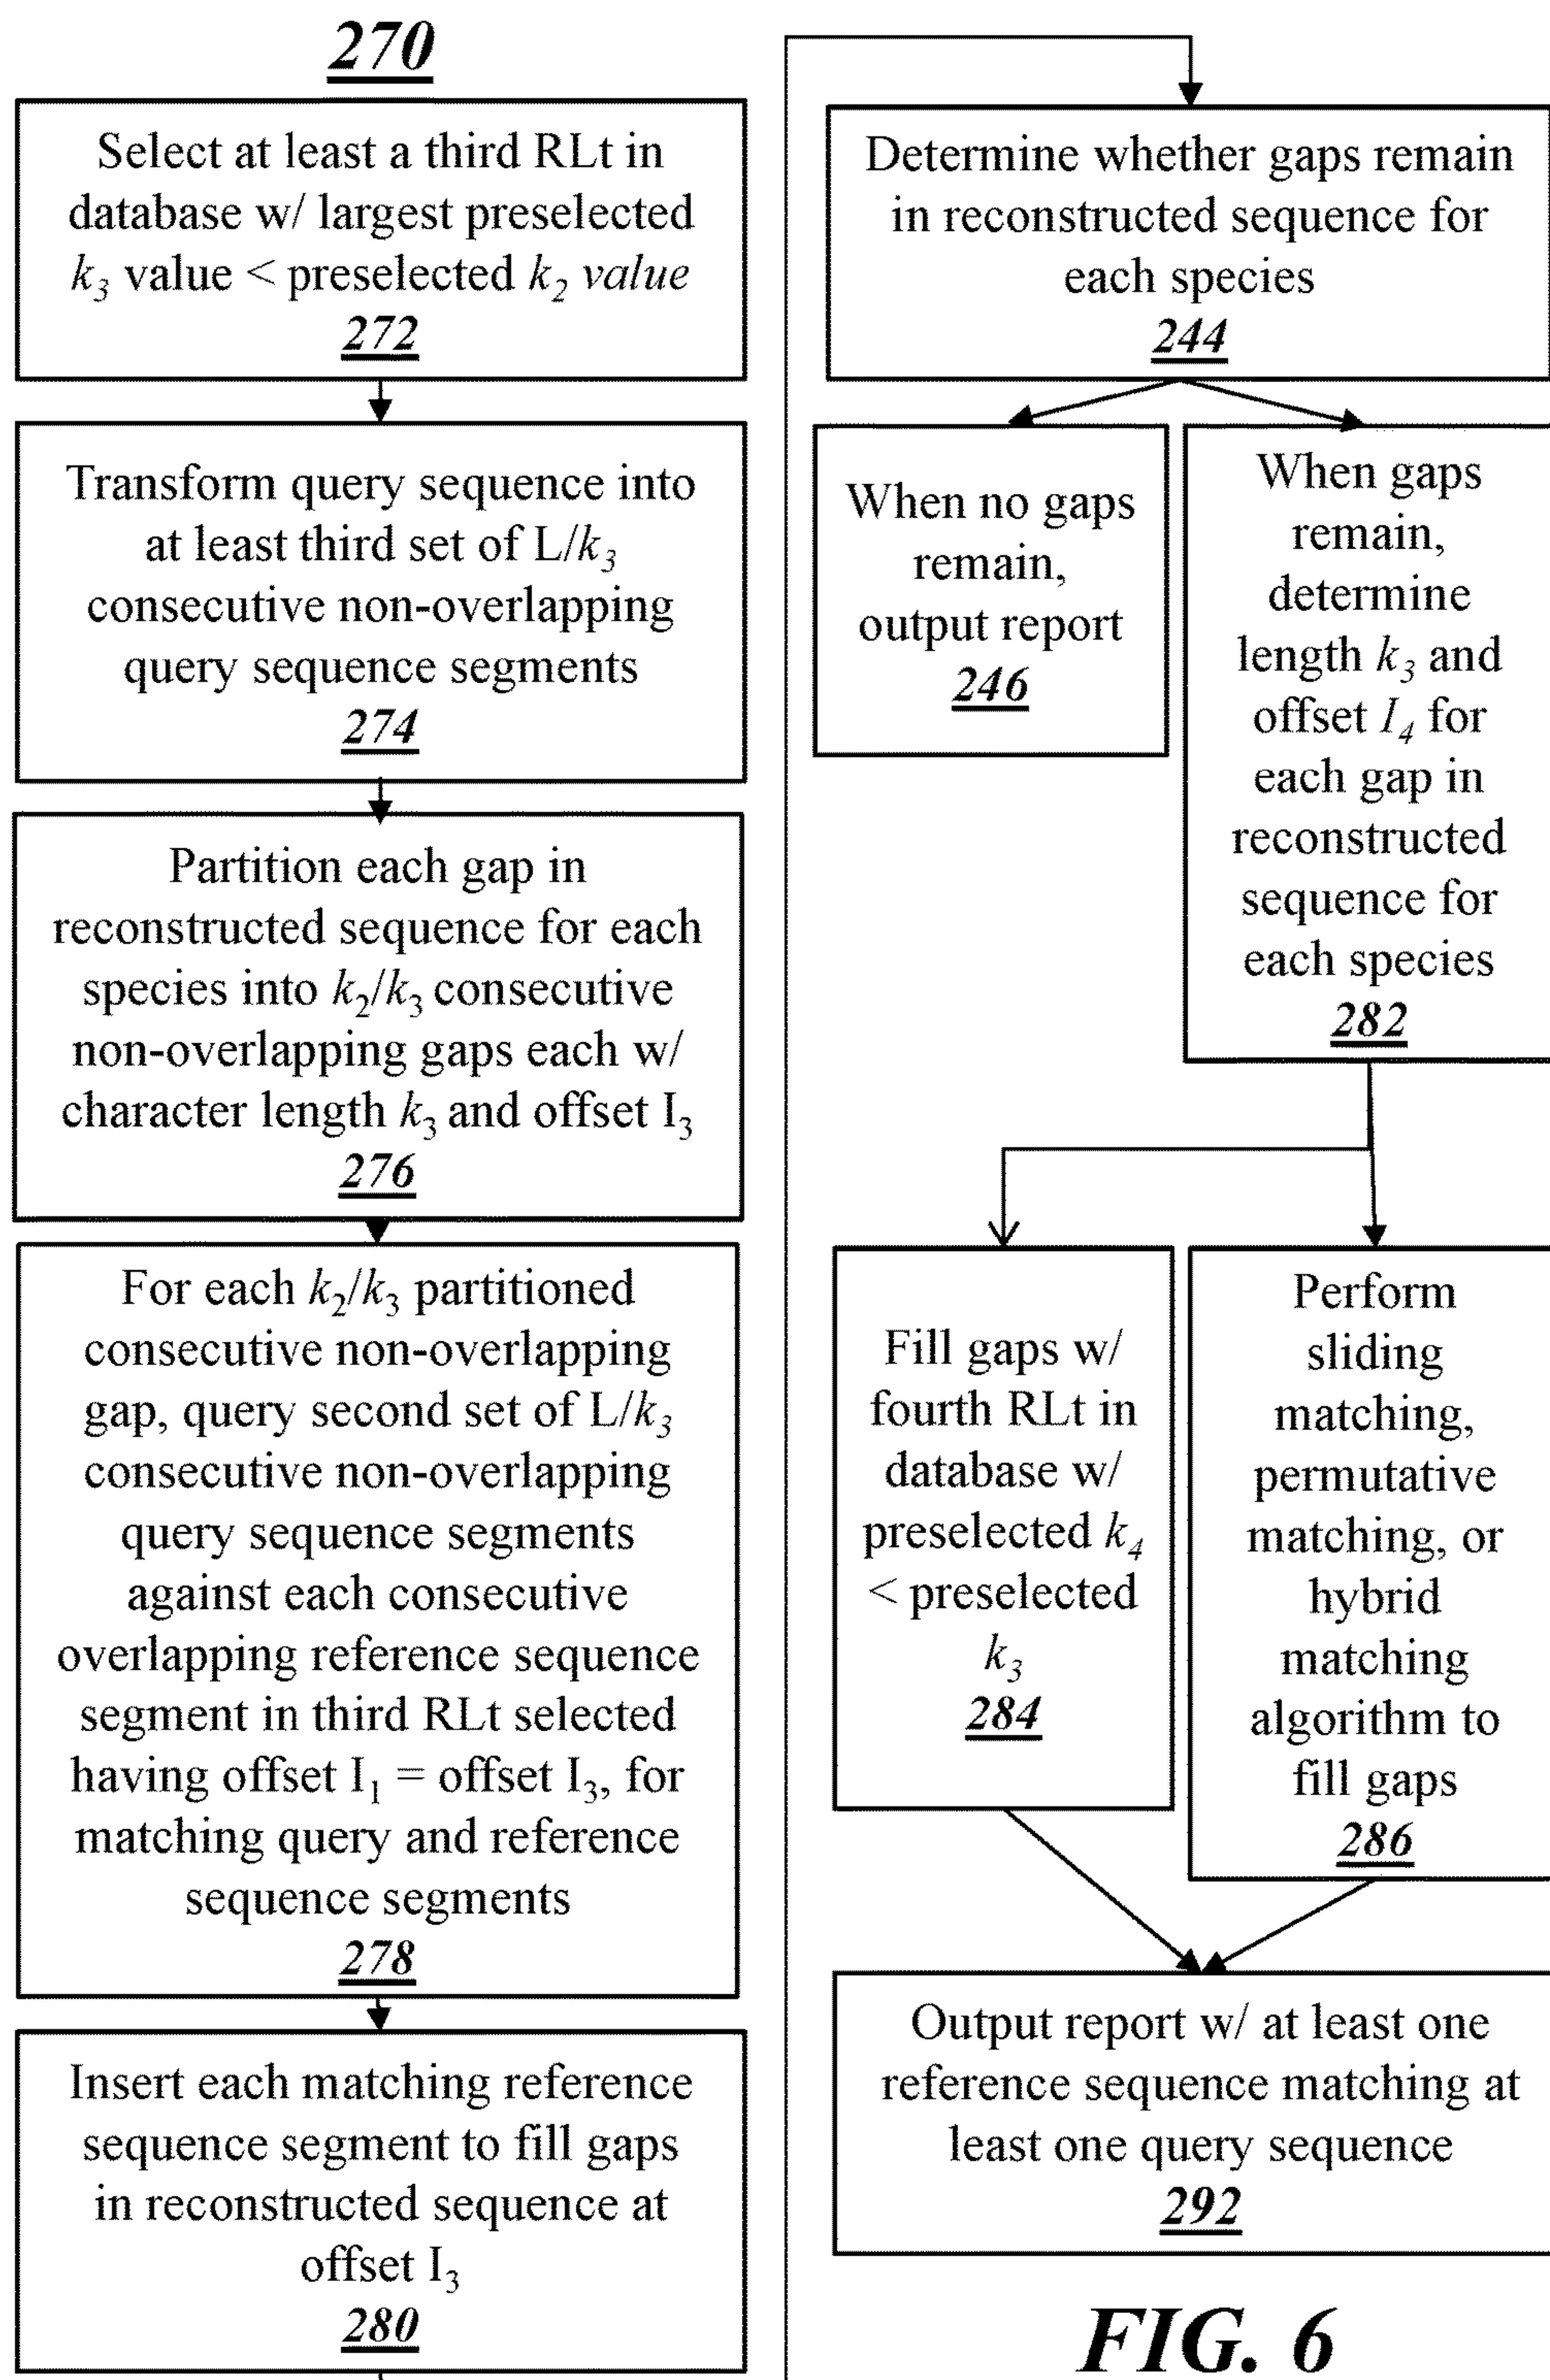 270
Select at least a third RLt in
database w/ largest preselected
k₃ value < preselected k₂ value
272
Transform query sequence into
at least third set of L/k₃
consecutive non-overlapping
query sequence segments
274
Partition each gap in
reconstructed sequence for each
species into k₂/k₃ consecutive
non-overlapping gaps each w/
character length k₃ and offset I₃
276
For each k₂/k₃ partitioned
consecutive non-overlapping
gap, query second set of L/k₃
consecutive non-overlapping
query sequence segments
against each consecutive
overlapping reference sequence
segment in third RLt selected
having offset I₁ = offset I₃, for
matching query and reference
sequence segments
278
Insert each matching reference
sequence segment to fill gaps
in reconstructed sequence at
offset I₃
280
Determine whether gaps remain
in reconstructed sequence for
each species
244
When no gaps
remain,
output report
246
When gaps
remain,
determine
length k₃ and
offset I₄ for
each gap in
reconstructed
sequence for
each species
282
Fill gaps w/
fourth RLt in
database w/
preselected k₄
< preselected
k₃
284
Perform
sliding
matching,
permutative
matching, or
hybrid
matching
algorithm to
fill gaps
286
Output report w/ at least one
reference sequence matching at
least one query sequence
292
FIG. 6